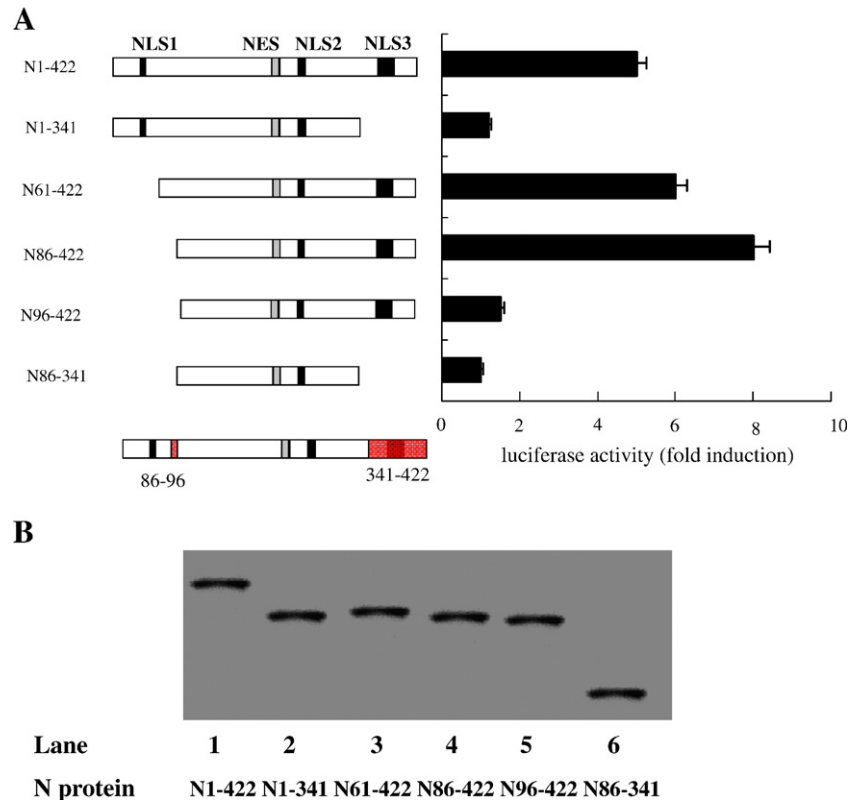 A
NLS1 NES NLS2 NLS3
N1-422
N1-341
N61-422
N86-422
N96-422
N86-341
0 2 4 6 8 10
luciferase activity (fold induction)
86-96
341-422
B
Lane 1 2 3 4 5 6
N protein N1-422 N1-341 N61-422 N86-422 N96-422 N86-341